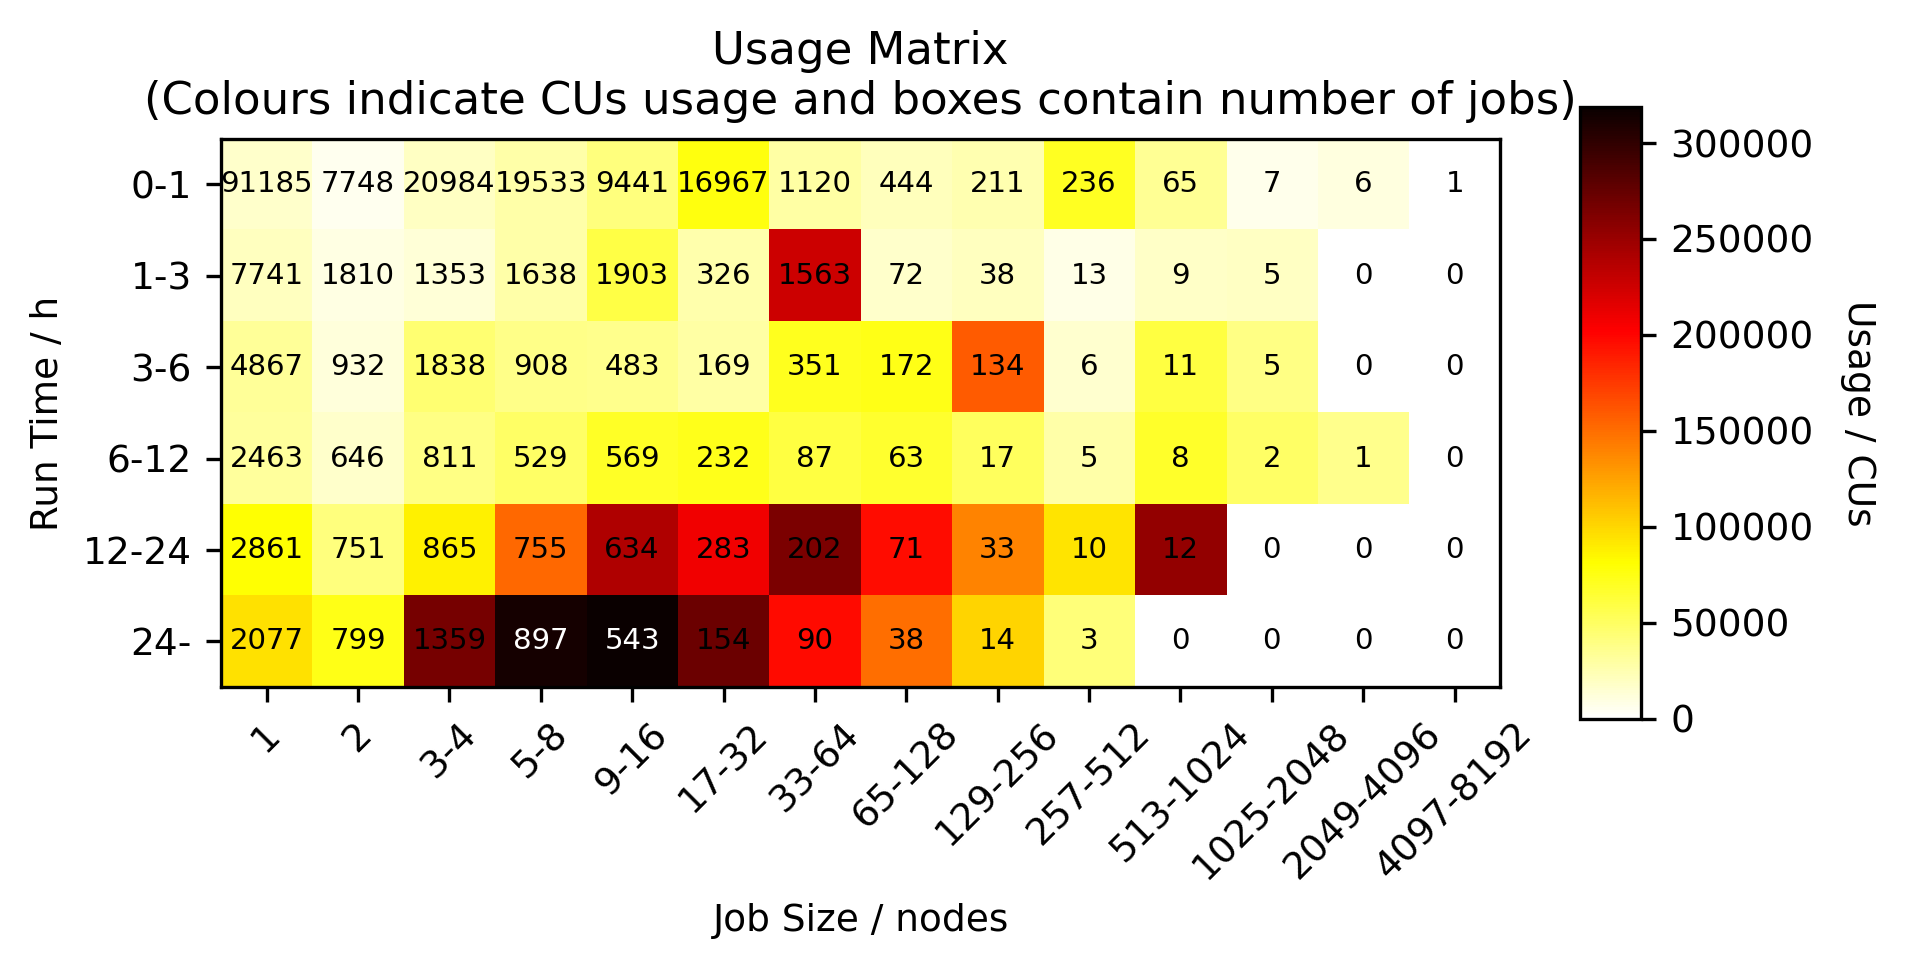 Usage Matrix
(Colours indicate CUs usage and boxes contain number of jobs)
0-1 91185 7748 20984 19533 9441 16967 1120 444 211 236 65 7 6 1
1-3 7741 1810 1353 1638 1903 326 1563 72 38 13 9 5 0 0
3-6 4867 932 1838 908 483 169 351 172 134 6 11 5 0 0
6-12 2463 646 811 529 569 232 87 63 17 5 8 2 1 0
12-24 2861 751 865 755 634 283 202 71 33 10 12 0 0 0
24- 2077 799 1359 897 543 154 90 38 14 3 0 0 0 0
1 2 3-4 5-8 9-16 17-32 33-64 65-128 129-256 257-512 513-1024 1025-2048 2049-4096 4097-8192
Job Size / nodes
Run Time / h
300000
250000
200000
150000
100000
50000
0
Usage / CUs